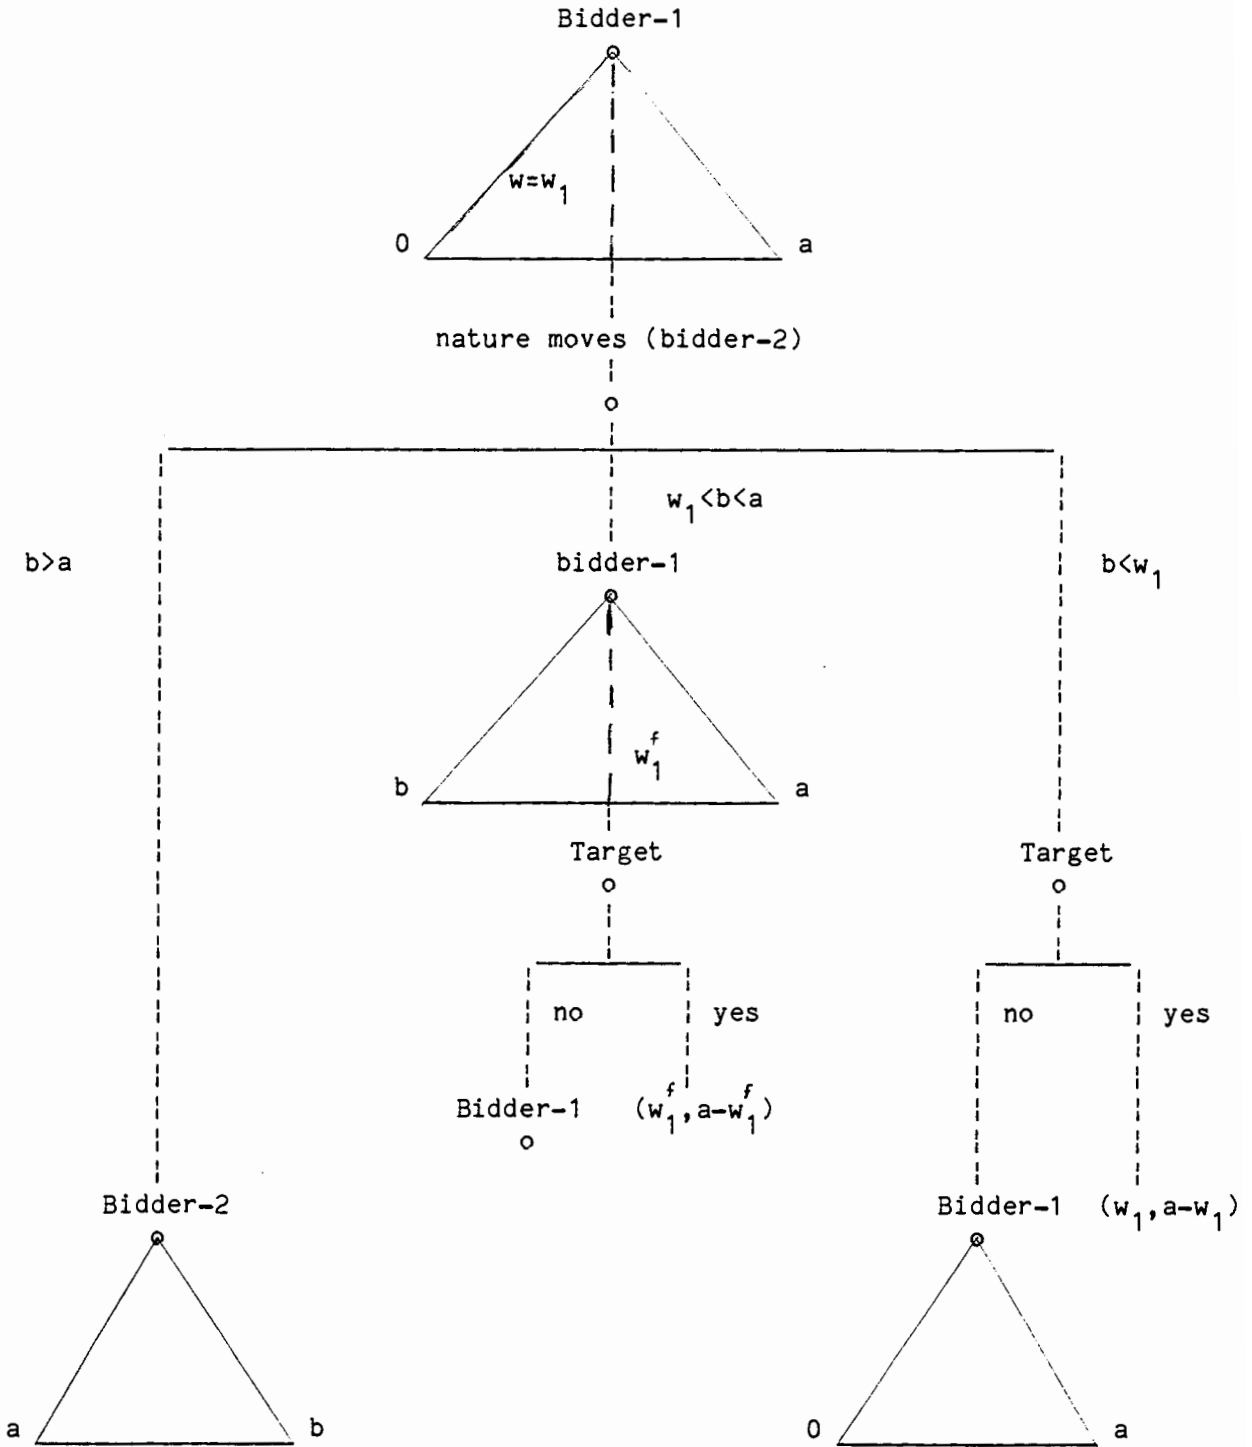 Bidder-1
w=w₁
0 a
nature moves (bidder-2)
w₁<b<a
b>a bidder-1 b<w₁
w₁ᶠ
b a
Target Target
no yes no yes
Bidder-1 (w₁ᶠ,a-w₁ᶠ)
Bidder-2 Bidder-1 (w₁,a-w₁)
a b 0 a